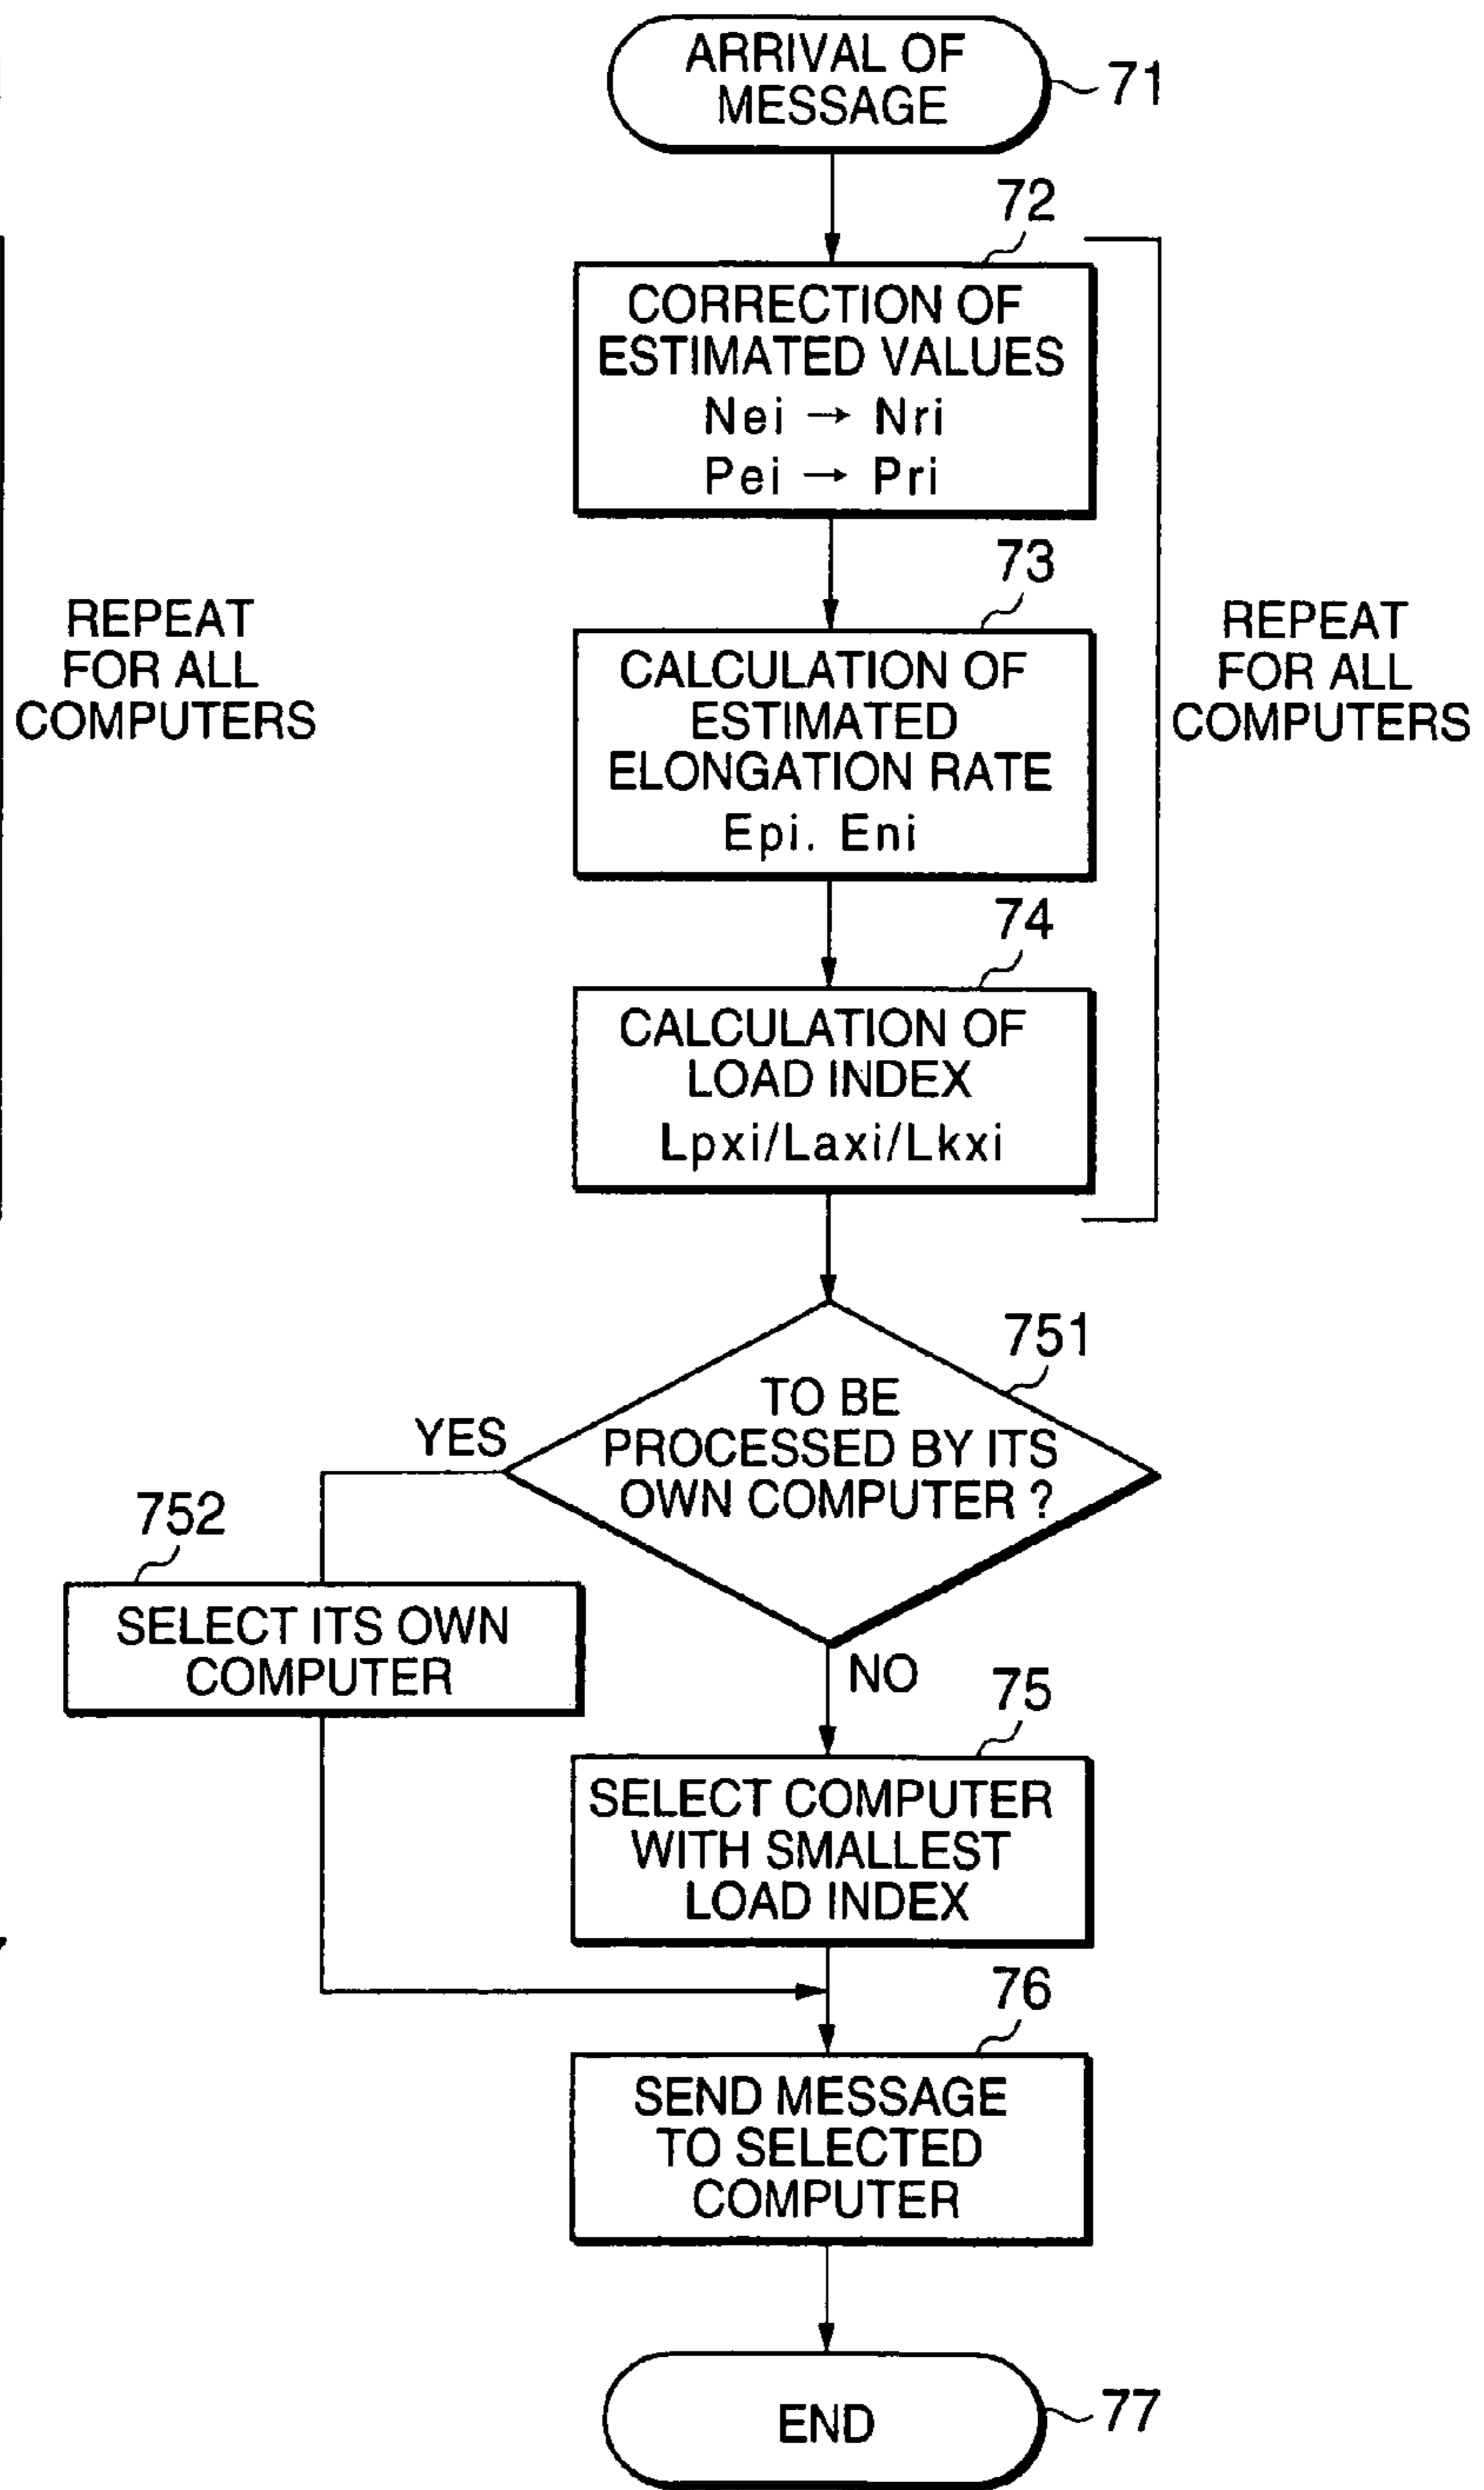 ARRIVAL OF
MESSAGE
71
72
CORRECTION OF
ESTIMATED VALUES
Nei → Nri
Pei → Pri
73
CALCULATION OF
ESTIMATED
ELONGATION RATE
Epi. Eni
REPEAT
FOR ALL
COMPUTERS
REPEAT
FOR ALL
COMPUTERS
74
CALCULATION OF
LOAD INDEX
Lpxi/Laxi/Lkxi
751
TO BE
PROCESSED BY ITS
OWN COMPUTER ?
YES
752
SELECT ITS OWN
COMPUTER
NO
75
SELECT COMPUTER
WITH SMALLEST
LOAD INDEX
76
SEND MESSAGE
TO SELECTED
COMPUTER
END
77